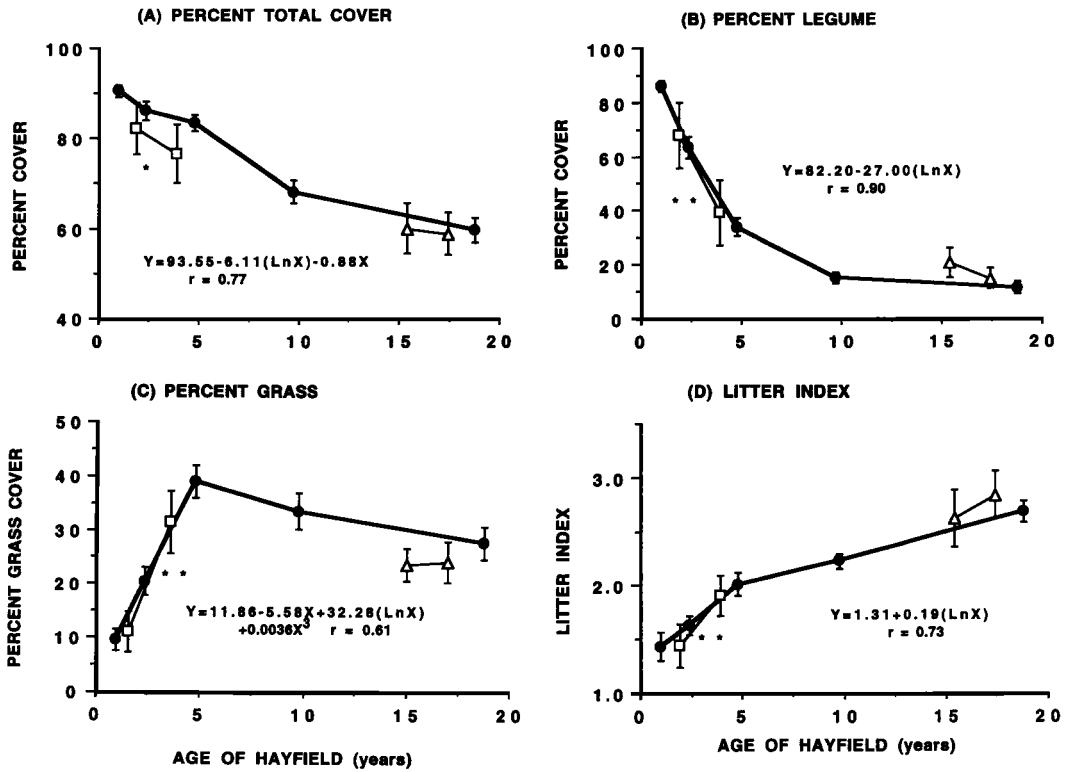 (A) PERCENT TOTAL COVER
100
80
60
40
PERCENT COVER
* 
Y=93.55-6.11(LnX)-0.88X
r = 0.77
0 5 10 15 20
(B) PERCENT LEGUME
100
80
60
40
20
0
PERCENT COVER
* *
Y=82.20-27.00(LnX)
r = 0.90
0 5 10 15 20
(C) PERCENT GRASS
50
40
30
20
10
0
PERCENT GRASS COVER
* *
Y=11.86-5.58X+32.28(LnX)
+0.0036X³ r = 0.61
0 5 10 15 20
AGE OF HAYFIELD (years)
(D) LITTER INDEX
3.0
2.0
1.0
LITTER INDEX
* *
Y=1.31+0.19(LnX)
r = 0.73
0 5 10 15 20
AGE OF HAYFIELD (years)